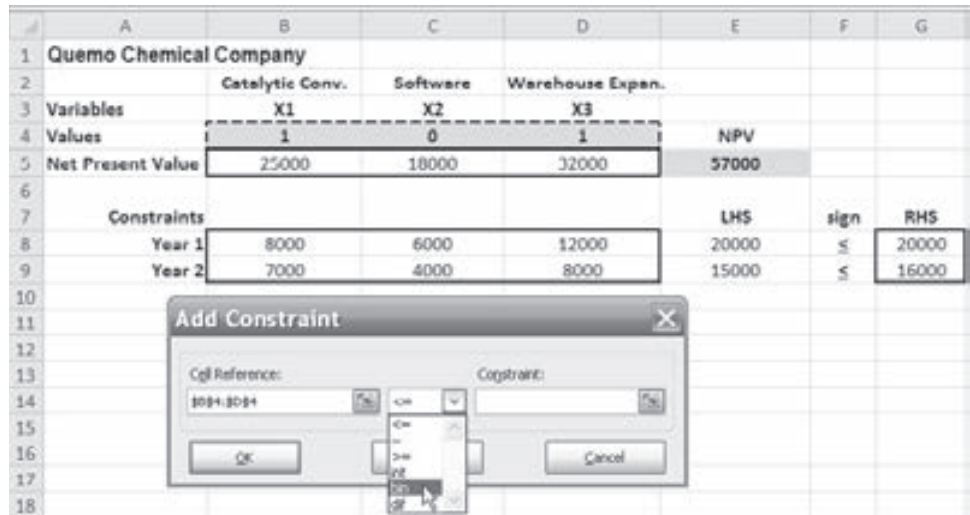 A B C D E F G
1 Quemo Chemical Company
2 Catalytic Conv. Software Warehouse Expan.
3 Variables X1 X2 X3
4 Values 1 0 1 NPV
5 Net Present Value 25000 18000 32000 57000
6
7 Constraints LHS sign RHS
8 Year 1 8000 6000 12000 20000 ≤ 20000
9 Year 2 7000 4000 8000 15000 ≤ 16000
10
11 Add Constraint
12
13 Cell Reference: Constraint:
14 $B$4:$D$4 <=
<=
15 =
>=
16 OK int Cancel
17 bin
dif
18